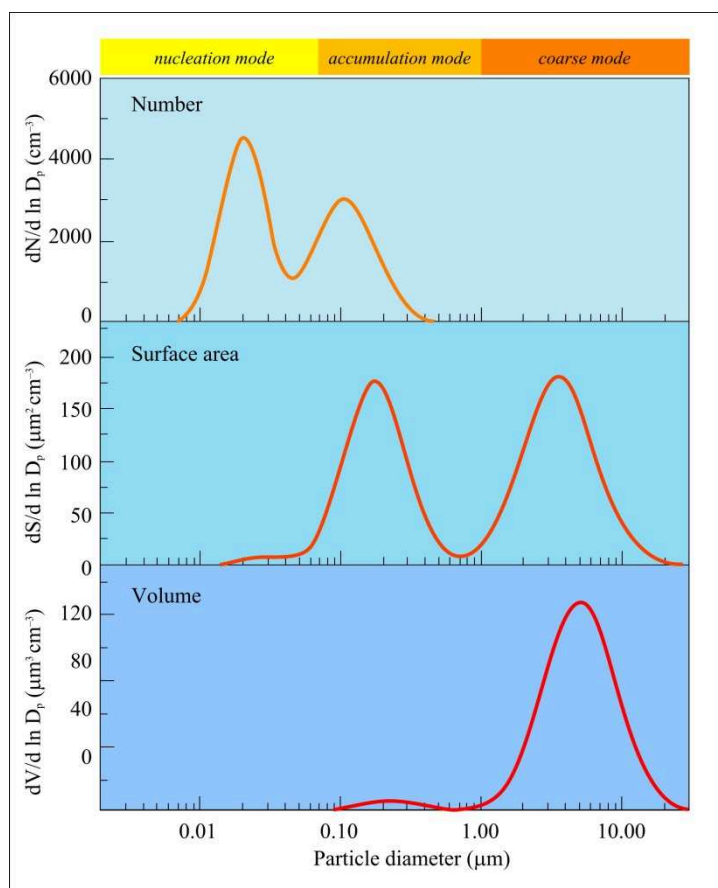 nucleation mode accumulation mode coarse mode
6000
Number
4000
2000
0
dN/d ln Dₚ (cm⁻³)
200
Surface area
150
100
50
0
dS/d ln Dₚ (μm² cm⁻³)
Volume
120
80
40
0
dV/d ln Dₚ (μm³ cm⁻³)
0.01 0.10 1.00 10.00
Particle diameter (μm)